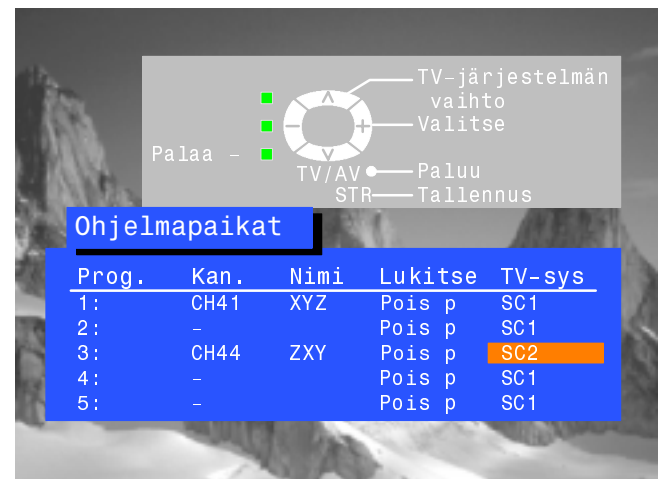 TV-järjestelmän
vaihto
Valitse
Palaa -
TV/AV Paluu
STR Tallennus
Ohjelmapaikat
Prog. Kan. Nimi Lukitse TV-sys
1: CH41 XYZ Pois p SC1
2: - Pois p SC1
3: CH44 ZXY Pois p SC2
4: - Pois p SC1
5: - Pois p SC1